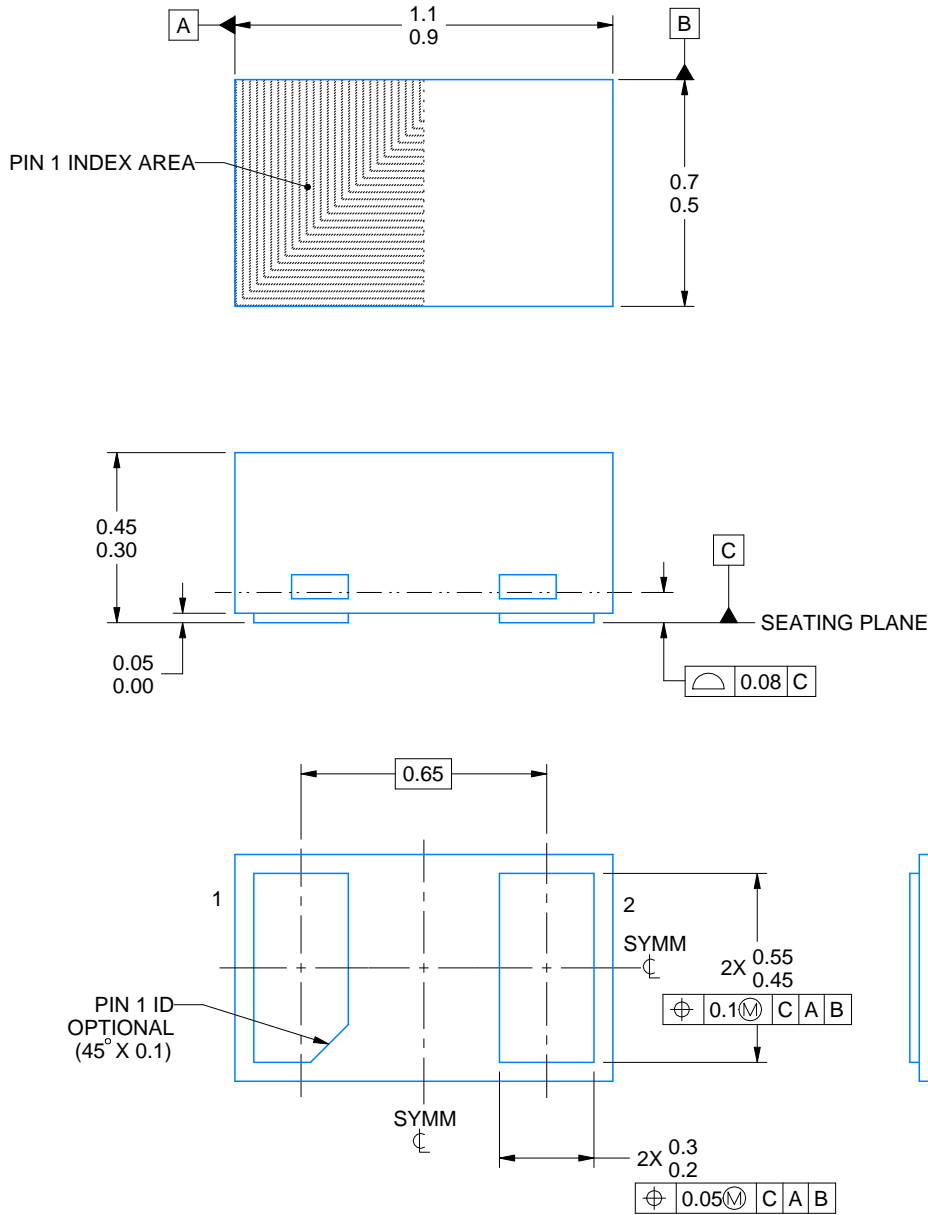 A
1.1
0.9
B
PIN 1 INDEX AREA
0.7
0.5
0.45
0.30
C
SEATING PLANE
0.05
0.00
⌓ 0.08 C
0.65
1
2
SYMM
℄
2X 0.55
0.45
⌖ 0.1Ⓜ C A B
PIN 1 ID
OPTIONAL
(45° X 0.1)
SYMM
℄
2X 0.3
0.2
⌖ 0.05Ⓜ C A B